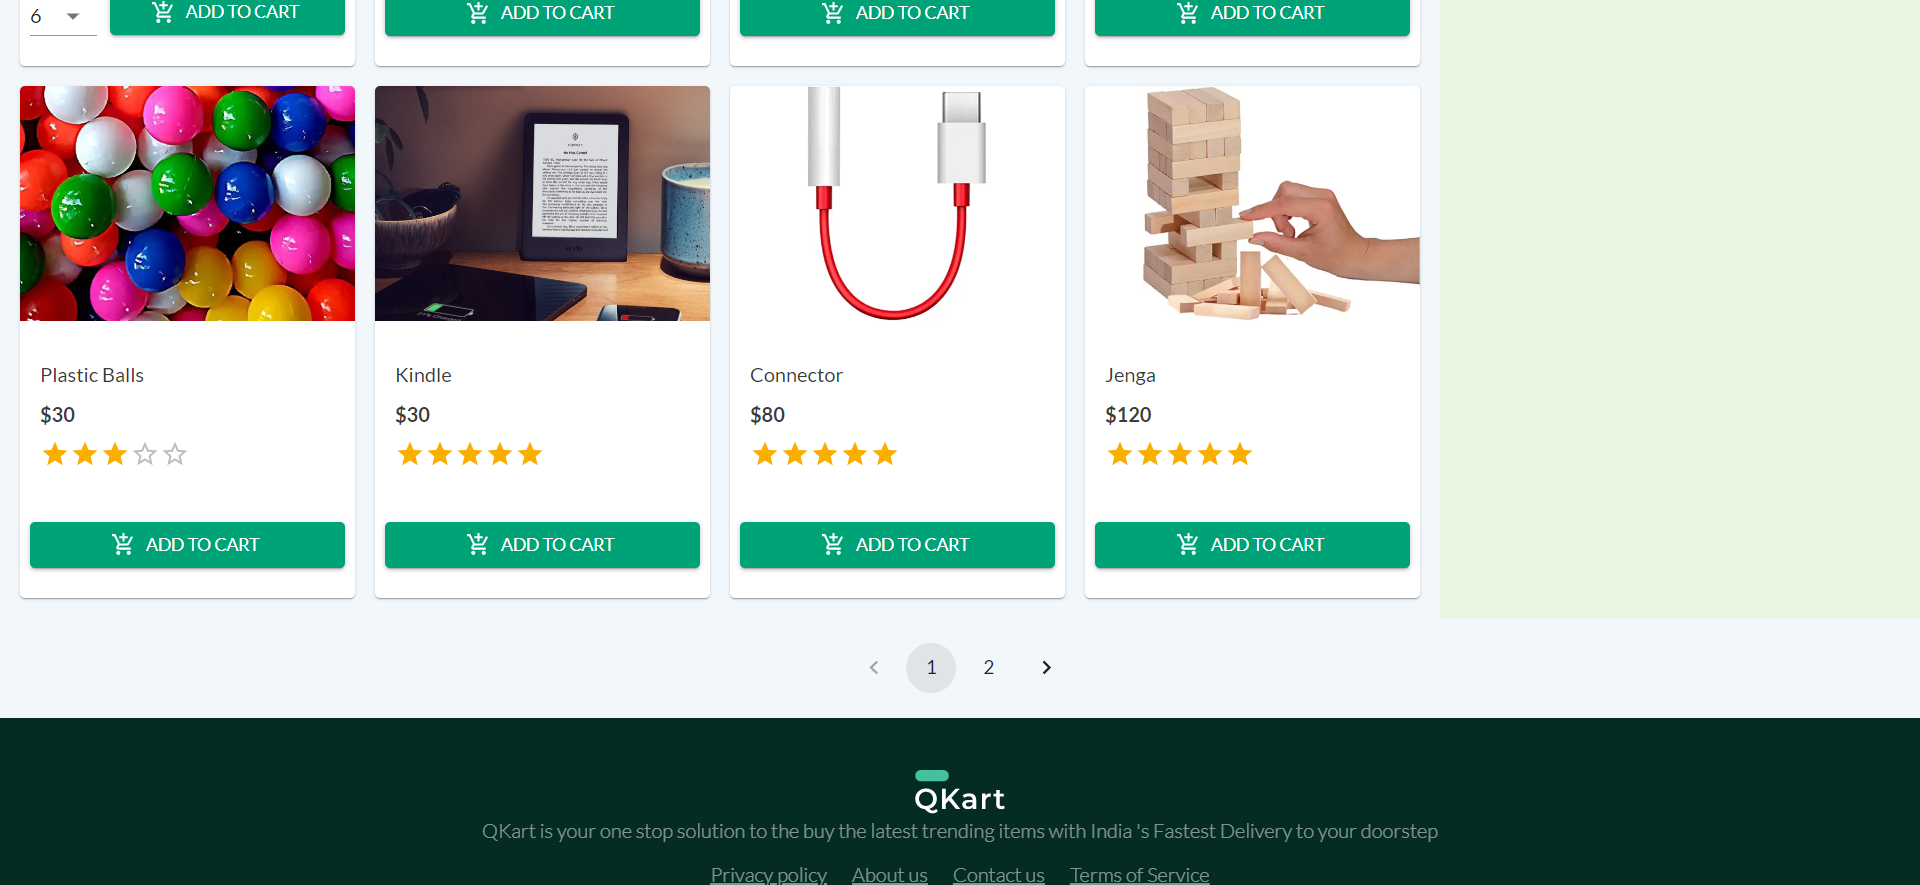 6
ADD TO CART
ADD TO CART
ADD TO CART
ADD TO CART
kindle
Plastic Balls
Kindle
Connector
Jenga
$30
$30
$80
$120
ADD TO CART
ADD TO CART
ADD TO CART
ADD TO CART
1
2
QKart
QKart is your one stop solution to the buy the latest trending items with India 's Fastest Delivery to your doorstep
Privacy policy
About us
Contact us
Terms of Service